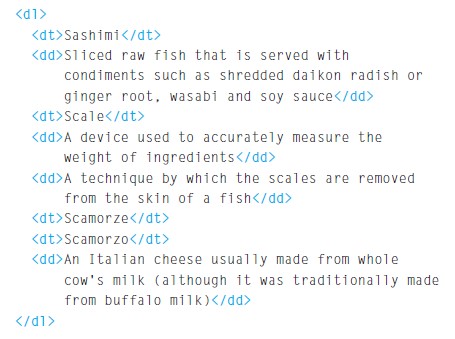 <dl>
<dt>Sashimi</dt>
<dd>Sliced raw fish that is served with
condiments such as shredded daikon radish or
ginger root, wasabi and soy sauce</dd>
<dt>Scale</dt>
<dd>A device used to accurately measure the
weight of ingredients</dd>
<dd>A technique by which the scales are removed
from the skin of a fish</dd>
<dt>Scamorze</dt>
<dt>Scamorzo</dt>
<dd>An Italian cheese usually made from whole
cow's milk (although it was traditionally made
from buffalo milk)</dd>
</dl>